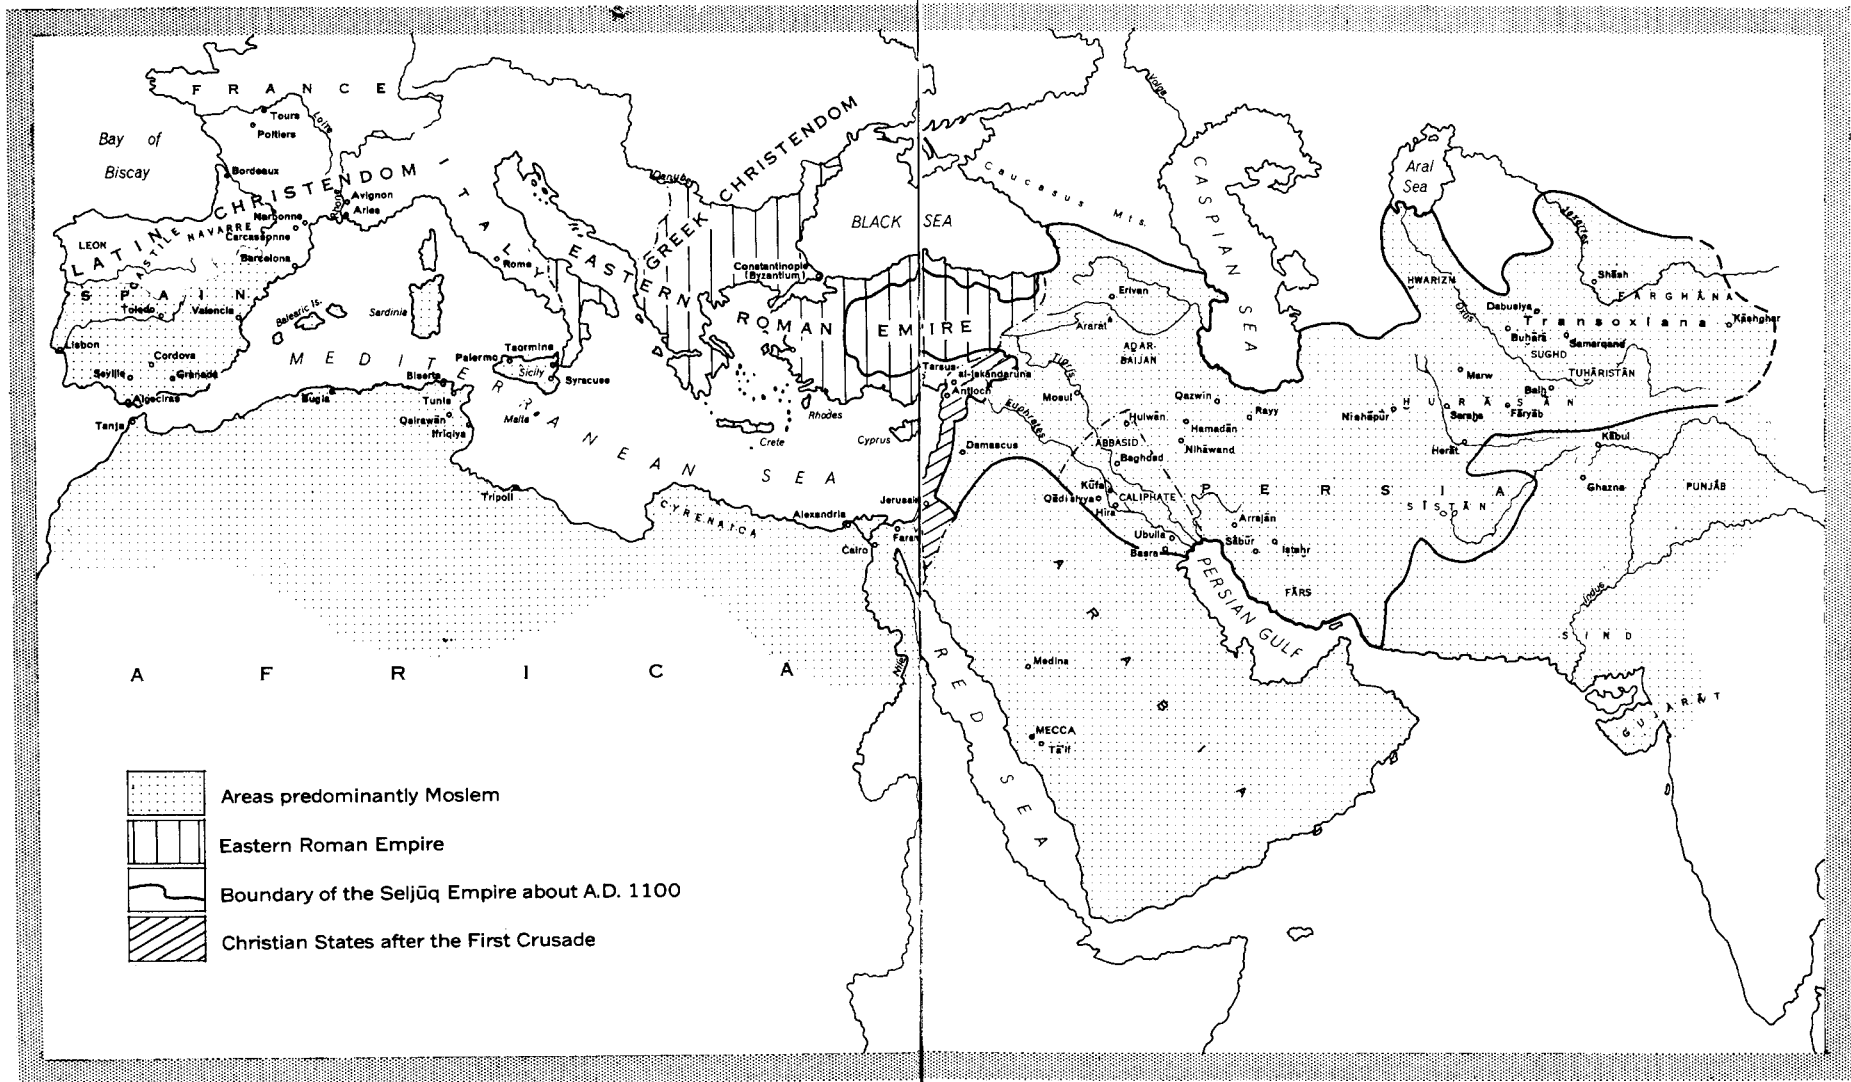 FRANCE
Tours
Poitiers
Loire
Bay of
Biscay
Bordeaux
LATIN CHRISTENDOM
Avignon
Arles
Rhone
Narbonne
Carcassonne
NAVARRE
CASTILE
LEON
Barcelona
SPAIN
Toledo
Valencia
Lisbon
Cordova
Seville
Granada
Algeciras
Tanja
Balearic Is.
Sardinia
ITALY
Rome
Palermo
Taormina
Sicily
Syracuse
Malta
MEDITERRANEAN SEA
Bugia
Biserta
Tunis
Qairawān
Ifriqiya
Tripoli
CYRENAICA
Alexandria
Cairo
Faram
Danube
GREEK CHRISTENDOM
EASTERN ROMAN EMPIRE
BLACK SEA
Constantinople
(Byzantium)
Rhodes
Crete
Cyprus
Tarsus
al-Iskandaruna
Antioch
Damascus
Jerusalem
Volga
Caucasus Mts.
CASPIAN SEA
Aral
Sea
Erivan
Ararat
ADAR-
BAIJAN
Tigris
Mosul
Euphrates
Qazwin
Rayy
Hulwān
Hamadān
Nihāwand
ABBASID
CALIPHATE
Baghdad
Kūfa
Qādisiyya
Hira
Ubulla
Basra
PERSIA
Arrajān
Sābūr
Istahr
FĀRS
PERSIAN GULF
HWARIZM
Oxus
Jaxartes
Shāsh
FARGHĀNA
Dabusiya
Transoxiana
Kāshghar
Buhārā
Samarqand
SUGHD
TUHĀRISTĀN
Marw
Balh
HURĀSĀN
Nishāpūr
Sarahs
Fāryāb
Herāt
Kābul
Ghazna
PUNJĀB
SĪSTĀN
Indus
SIND
GUJARĀT
ARABIA
Medina
MECCA
Tā'if
RED SEA
Nile
AFRICA
Areas predominantly Moslem
Eastern Roman Empire
Boundary of the Seljūq Empire about A.D. 1100
Christian States after the First Crusade